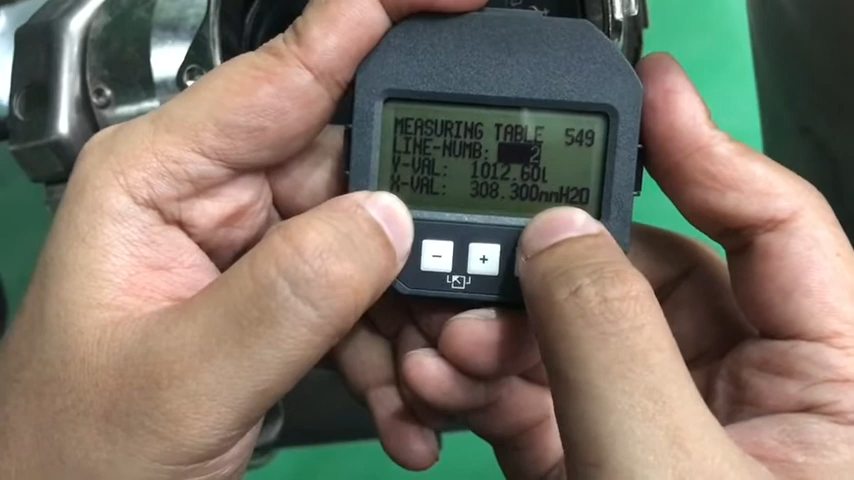 MEASURING TABLE 549
LINE-NUMB: 2
V-VAL: 1012.60l
X-VAL: 308.300mmH2O
- +